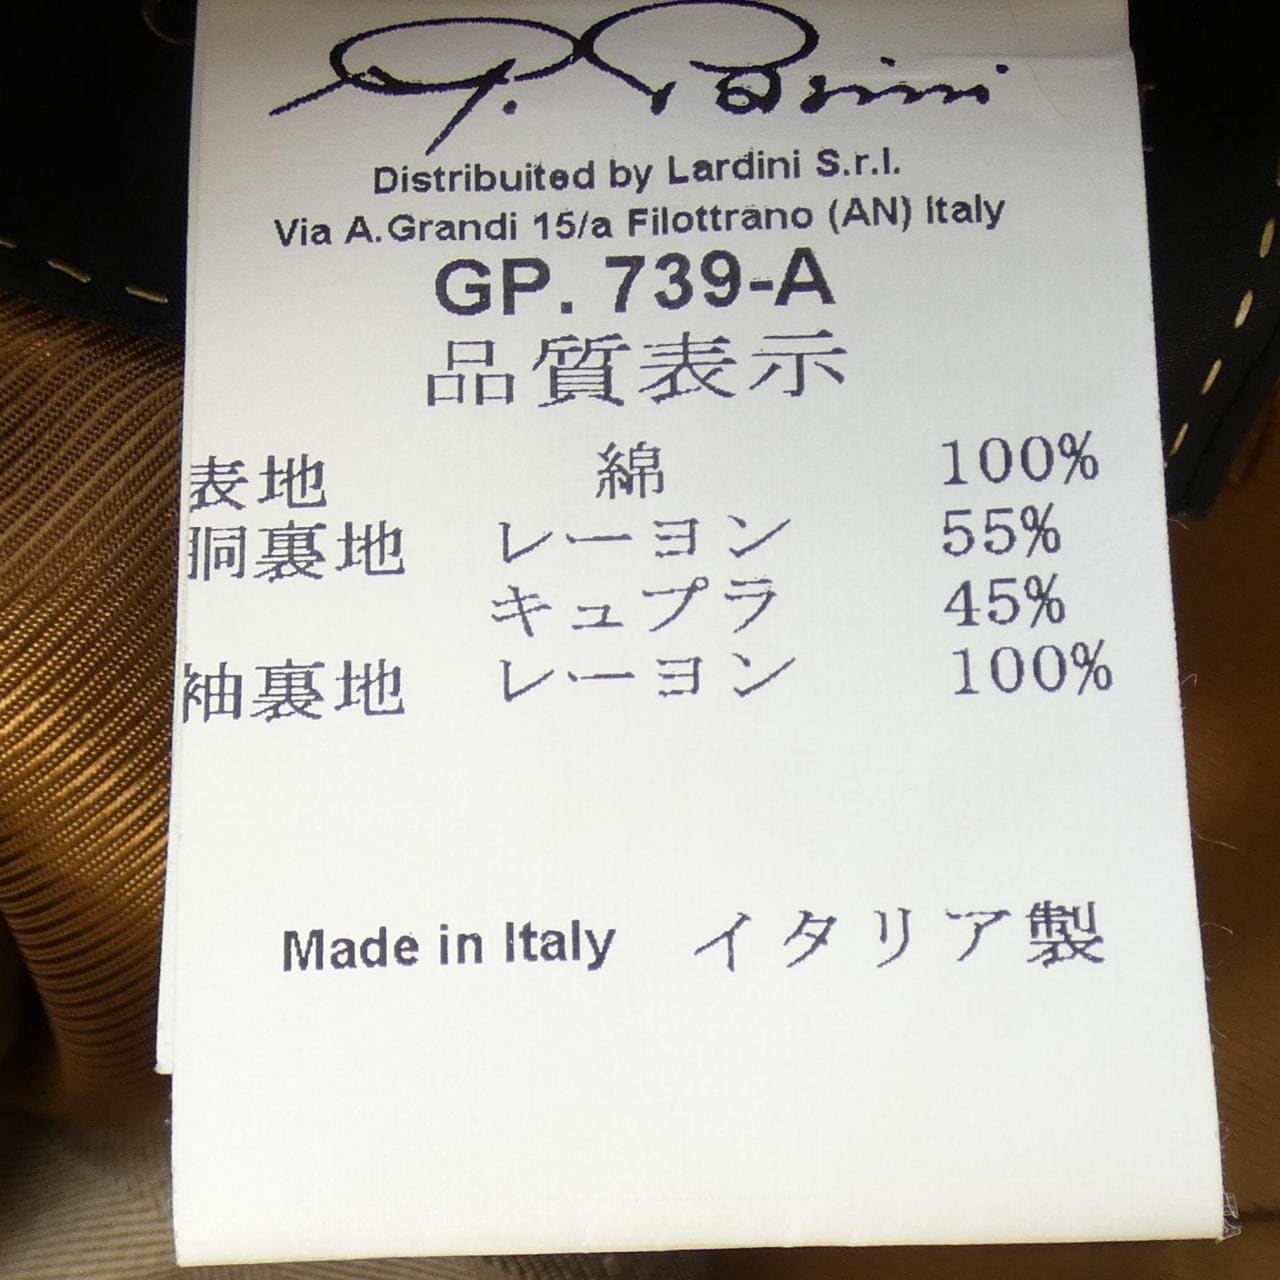 G. Pasini
Distribuited by Lardini S.r.l.
Via A.Grandi 15/a Filottrano (AN) Italy
GP. 739-A
品質表示
表地 綿 100%
胴裏地 レーヨン 55%
キュプラ 45%
袖裏地 レーヨン 100%
Made in Italy イタリア製